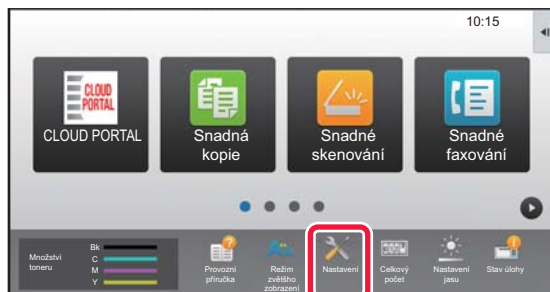 10:15
CLOUD
PORTAL
CLOUD PORTAL
Snadná
kopie
Snadné
skenování
Snadné
faxování
Množství
toneru
Bk
C
M
Y
Provozní
příručka
Režim
zvětšího
zobrazení
Nastavení
Celkový
počet
Nastavení
jasu
Stav úlohy